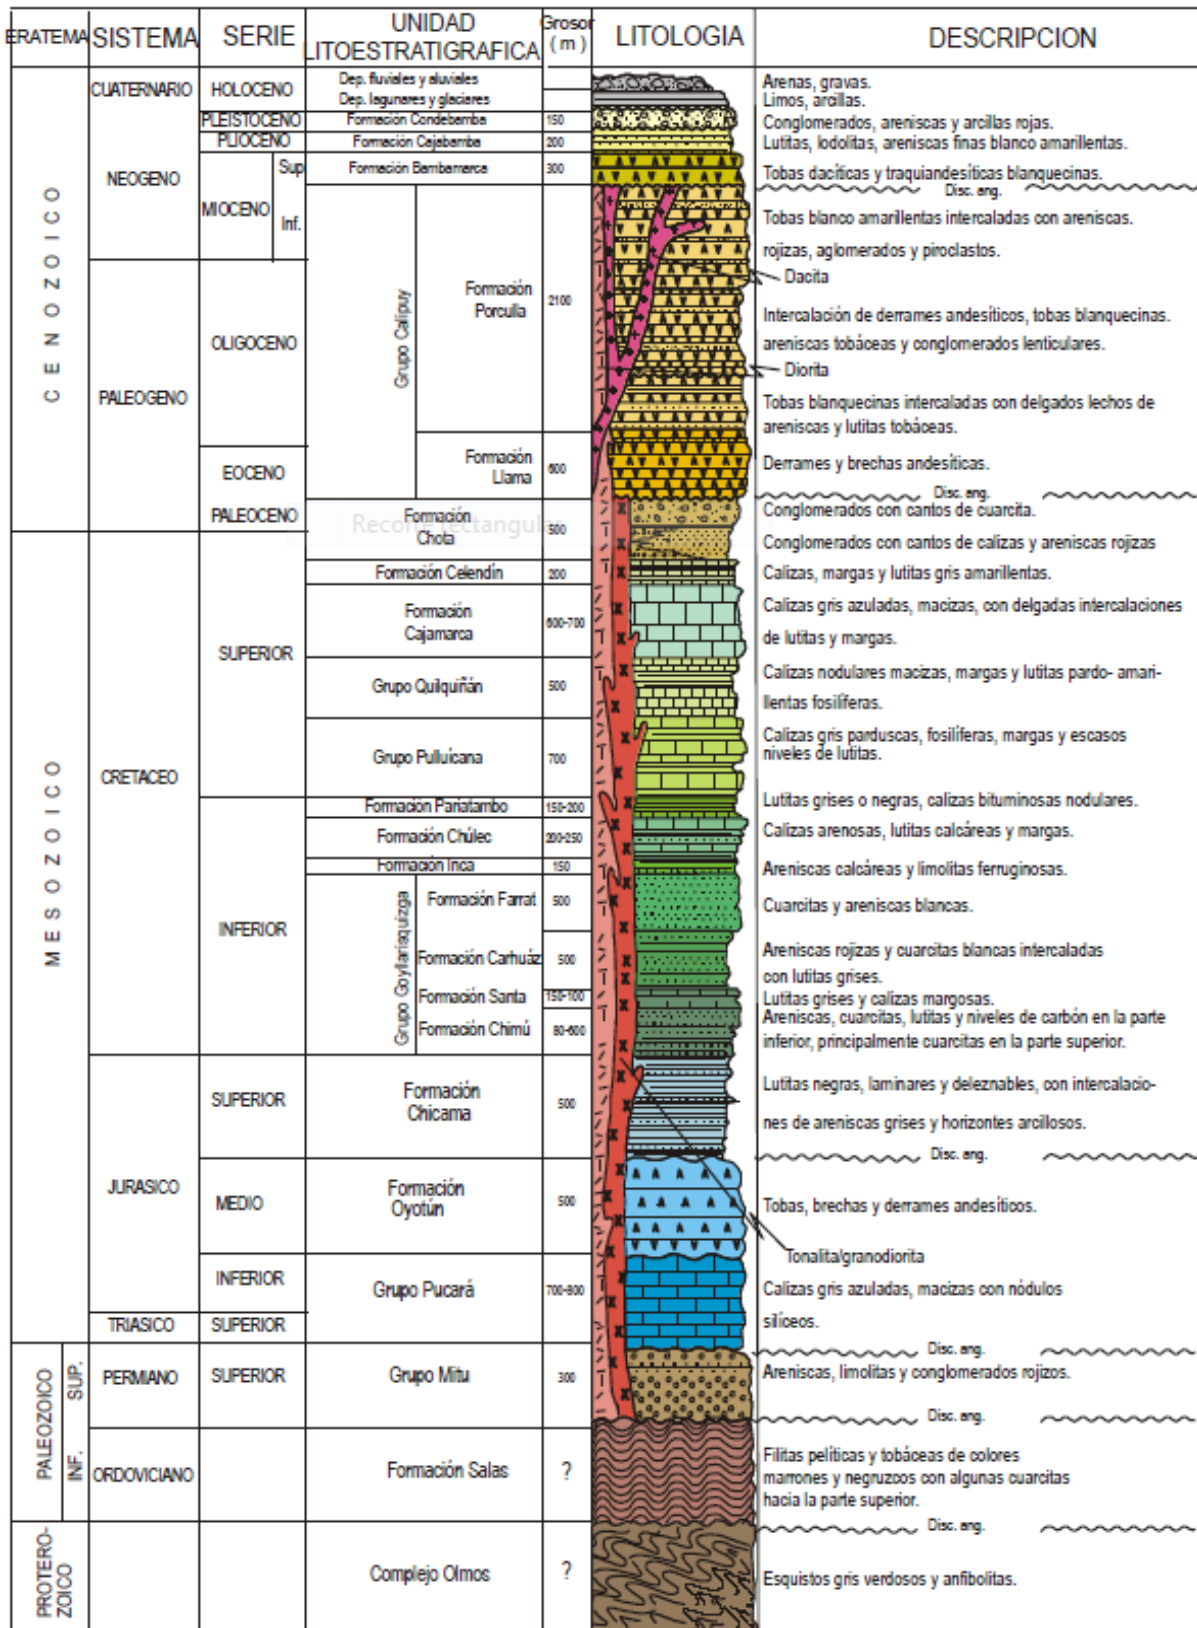 ERATEMA SISTEMA SERIE UNIDAD LITOESTRATIGRAFICA Grosor (m) LITOLOGIA DESCRIPCION
CENOZOICO
CUATERNARIO HOLOCENO Dep. fluviales y aluviales Arenas, gravas.
Dep. lagunares y glaciares Limos, arcillas.
PLEISTOCENO Formación Condebamba 150 Conglomerados, areniscas y arcillas rojas.
NEOGENO
PLIOCENO Formación Cajabamba 200 Lutitas, lodolitas, areniscas finas blanco amarillentas.
MIOCENO Sup Formación Bambamarca 300 Tobas dacíticas y traquiandesíticas blanquecinas.
Disc. ang.
Inf. Tobas blanco amarillentas intercaladas con areniscas.
rojizas, aglomerados y piroclastos.
Dacita
PALEOGENO
OLIGOCENO
Grupo Calipuy
Formación
Porculla
2100
Intercalación de derrames andesíticos, tobas blanquecinas.
areniscas tobáceas y conglomerados lenticulares.
Diorita
Tobas blanquecinas intercaladas con delgados lechos de
areniscas y lutitas tobáceas.
EOCENO
Formación
Llama
600
Derrames y brechas andesíticas.
Disc. ang.
PALEOCENO
Formación
Chota
500
Recorte rectangular
Conglomerados con cantos de cuarcita.
Conglomerados con cantos de calizas y areniscas rojizas
MESOZOICO
CRETACEO
SUPERIOR
Formación Celendín 200 Calizas, margas y lutitas gris amarillentas.
Formación
Cajamarca
600-700
Calizas gris azuladas, macizas, con delgadas intercalaciones
de lutitas y margas.
Grupo Quilquiñán 500
Calizas nodulares macizas, margas y lutitas pardo- amari-
llentas fosilíferas.
Grupo Pulluicana 700
Calizas gris parduscas, fosilíferas, margas y escasos
niveles de lutitas.
INFERIOR
Formación Pariatambo 150-200 Lutitas grises o negras, calizas bituminosas nodulares.
Formación Chúlec 200-250 Calizas arenosas, lutitas calcáreas y margas.
Formación Inca 150 Areniscas calcáreas y limolitas ferruginosas.
Grupo Goyllarisquizga
Formación Farrat 500 Cuarcitas y areniscas blancas.
Formación Carhuáz 500
Areniscas rojizas y cuarcitas blancas intercaladas
con lutitas grises.
Formación Santa 150-100 Lutitas grises y calizas margosas.
Formación Chimú 80-600
Areniscas, cuarcitas, lutitas y niveles de carbón en la parte
inferior, principalmente cuarcitas en la parte superior.
JURASICO
SUPERIOR
Formación
Chicama
500
Lutitas negras, laminares y deleznables, con intercalacio-
nes de areniscas grises y horizontes arcillosos.
Disc. ang.
MEDIO
Formación
Oyotún
500
Tobas, brechas y derrames andesíticos.
Tonalita/granodiorita
INFERIOR
Grupo Pucará 700-800
Calizas gris azuladas, macizas con nódulos
silíceos.
TRIASICO SUPERIOR
Disc. ang.
PALEOZOICO
SUP.
PERMIANO SUPERIOR Grupo Mitu 300 Areniscas, limolitas y conglomerados rojizos.
Disc. ang.
INF.
ORDOVICIANO Formación Salas ?
Filitas pelíticas y tobáceas de colores
marrones y negruzcos con algunas cuarcitas
hacia la parte superior.
Disc. ang.
PROTERO-
ZOICO
Complejo Olmos ? Esquistos gris verdosos y anfibolitas.